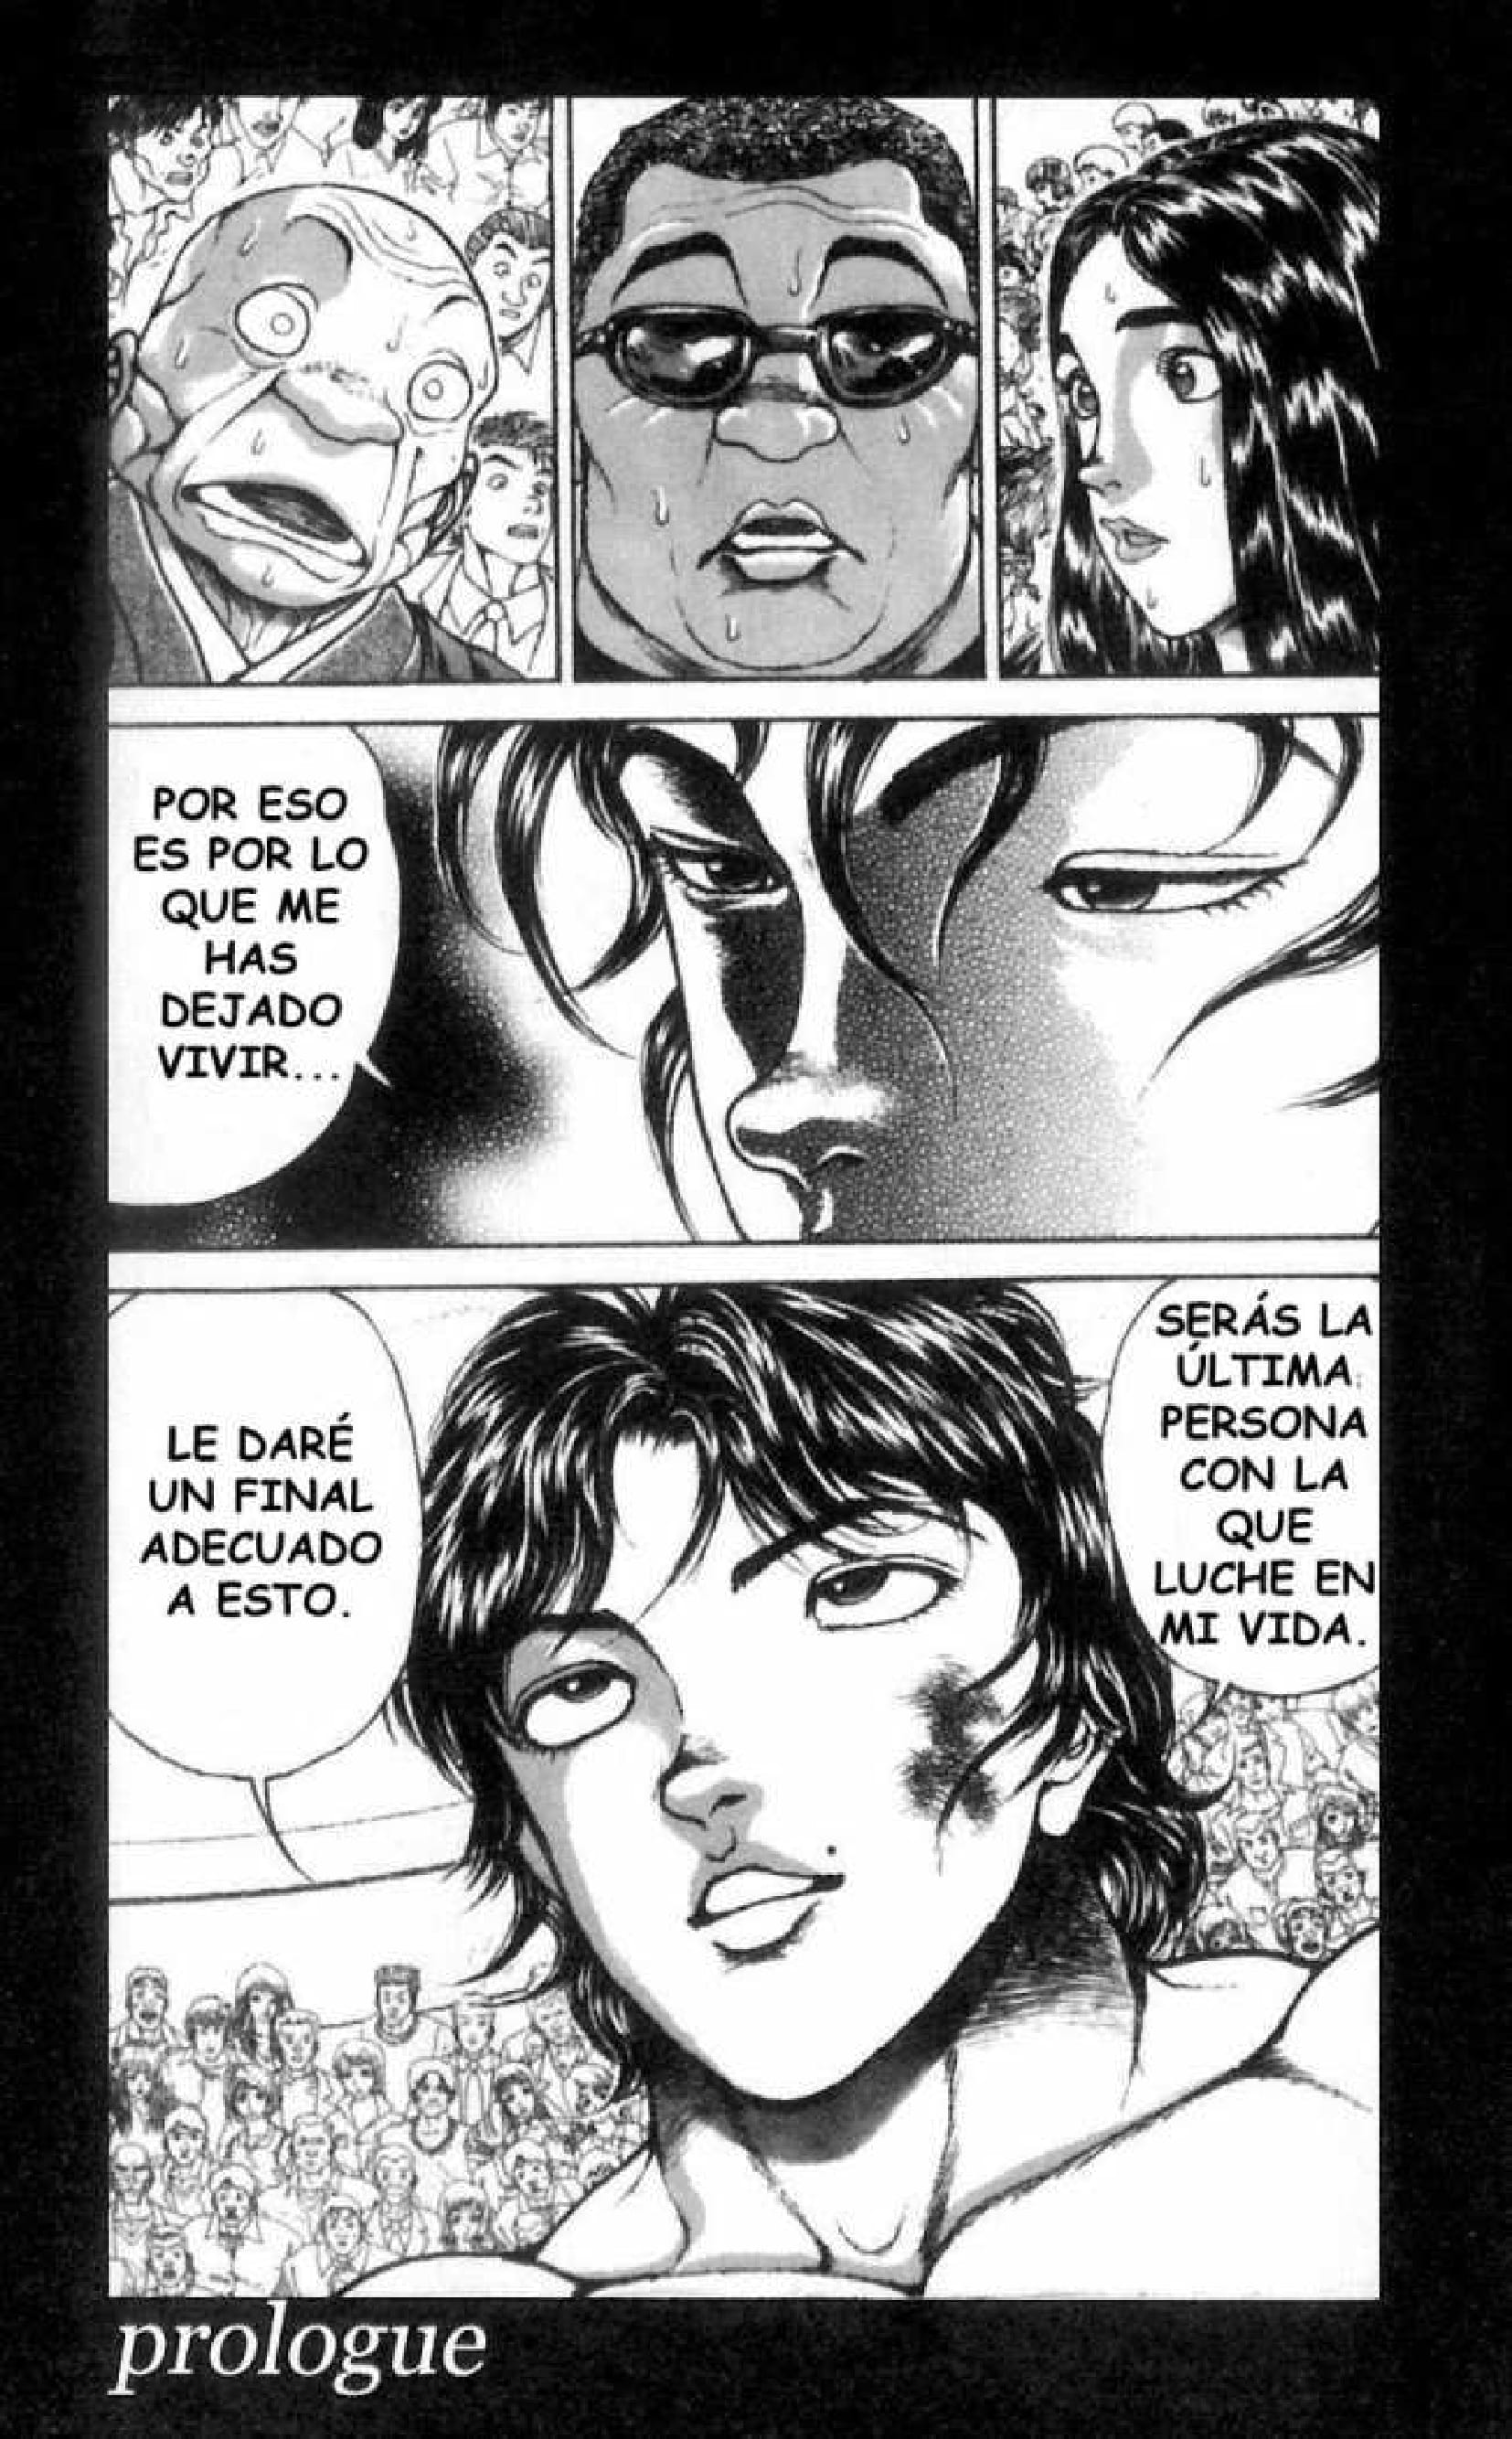 POR ESO
ES POR LO
QUE ME
HAS
DEJADO
VIVIR...
SERÁS LA
ÚLTIMA
PERSONA
CON LA
QUE
LUCHE EN
MI VIDA.
LE DARÉ
UN FINAL
ADECUADO
A ESTO.
prologue